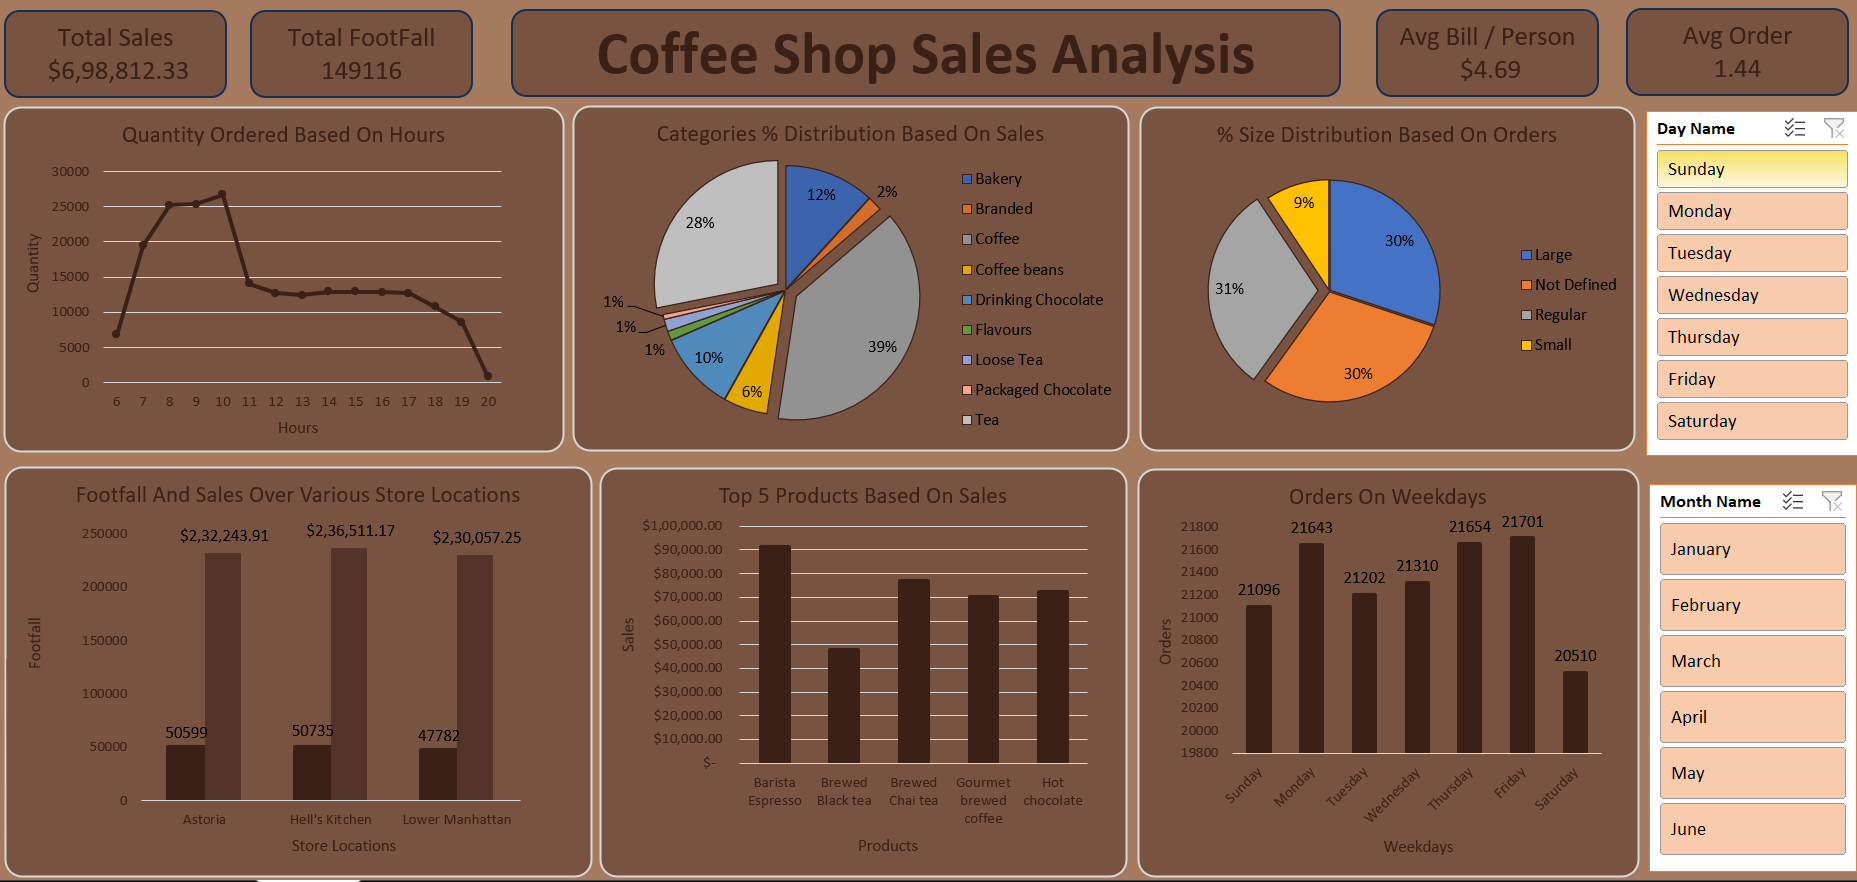 Total Sales
$6,98,812.33
Total FootFall
149116
Coffee Shop Sales Analysis
Avg Bill / Person
$4.69
Avg Order
1.44
Quantity Ordered Based On Hours
30000
25000
20000
15000
10000
5000
0
Quantity
6 7 8 9 10 11 12 13 14 15 16 17 18 19 20
Hours
Categories % Distribution Based On Sales
12%
2%
39%
6%
10%
1%
1%
1%
28%
Bakery
Branded
Coffee
Coffee beans
Drinking Chocolate
Flavours
Loose Tea
Packaged Chocolate
Tea
% Size Distribution Based On Orders
30%
30%
31%
9%
Large
Not Defined
Regular
Small
Day Name
Sunday
Monday
Tuesday
Wednesday
Thursday
Friday
Saturday
Footfall And Sales Over Various Store Locations
250000
200000
150000
100000
50000
0
Footfall
$2,32,243.91
$2,36,511.17
$2,30,057.25
50599
50735
47782
Astoria
Hell's Kitchen
Lower Manhattan
Store Locations
Top 5 Products Based On Sales
$1,00,000.00
$90,000.00
$80,000.00
$70,000.00
$60,000.00
$50,000.00
$40,000.00
$30,000.00
$20,000.00
$10,000.00
$-
Sales
Barista
Espresso
Brewed
Black tea
Brewed
Chai tea
Gourmet
brewed
coffee
Hot
chocolate
Products
Orders On Weekdays
21800
21600
21400
21200
21000
20800
20600
20400
20200
20000
19800
Orders
21096
21643
21202
21310
21654
21701
20510
Sunday
Monday
Tuesday
Wednesday
Thursday
Friday
Saturday
Weekdays
Month Name
January
February
March
April
May
June